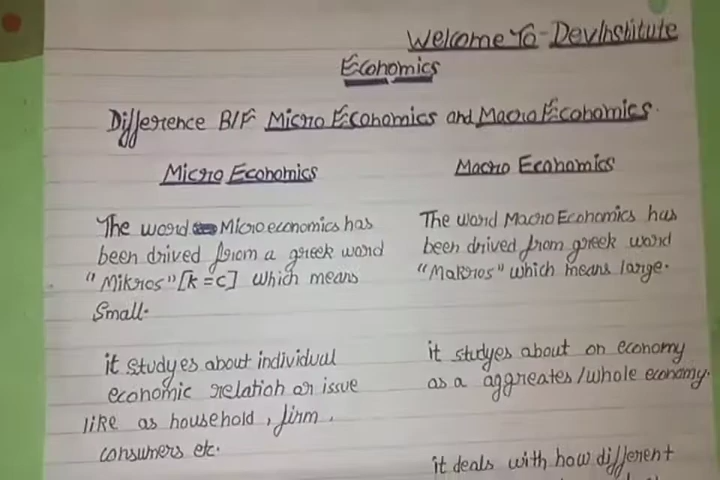 Welcome To - DevInstitute
Economics
Difference B/F Micro Economics and Macro Economics.
Micro Economics
The word Microeconomics has
been drived from a greek word
"Mikros" [k = c] which means
Small.
it studyes about individual
economic relation or issue
like as household, firm.
consumers etc.
Macro Economics
The word Macro Economics has
been drived from greek word
"Makros" which means large.
it studyes about on economy
as a aggreates/whole economy.
it deals with how different